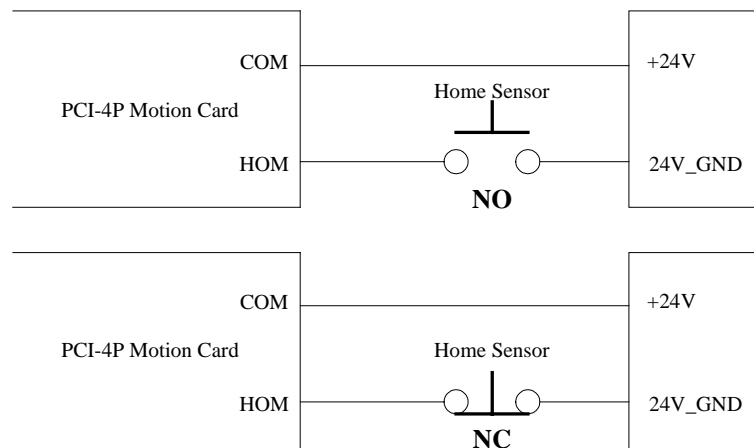 COM
+24V
Home Sensor
PCI-4P Motion Card
HOM
24V_GND
NO
COM
+24V
PCI-4P Motion Card
Home Sensor
HOM
24V_GND
NC